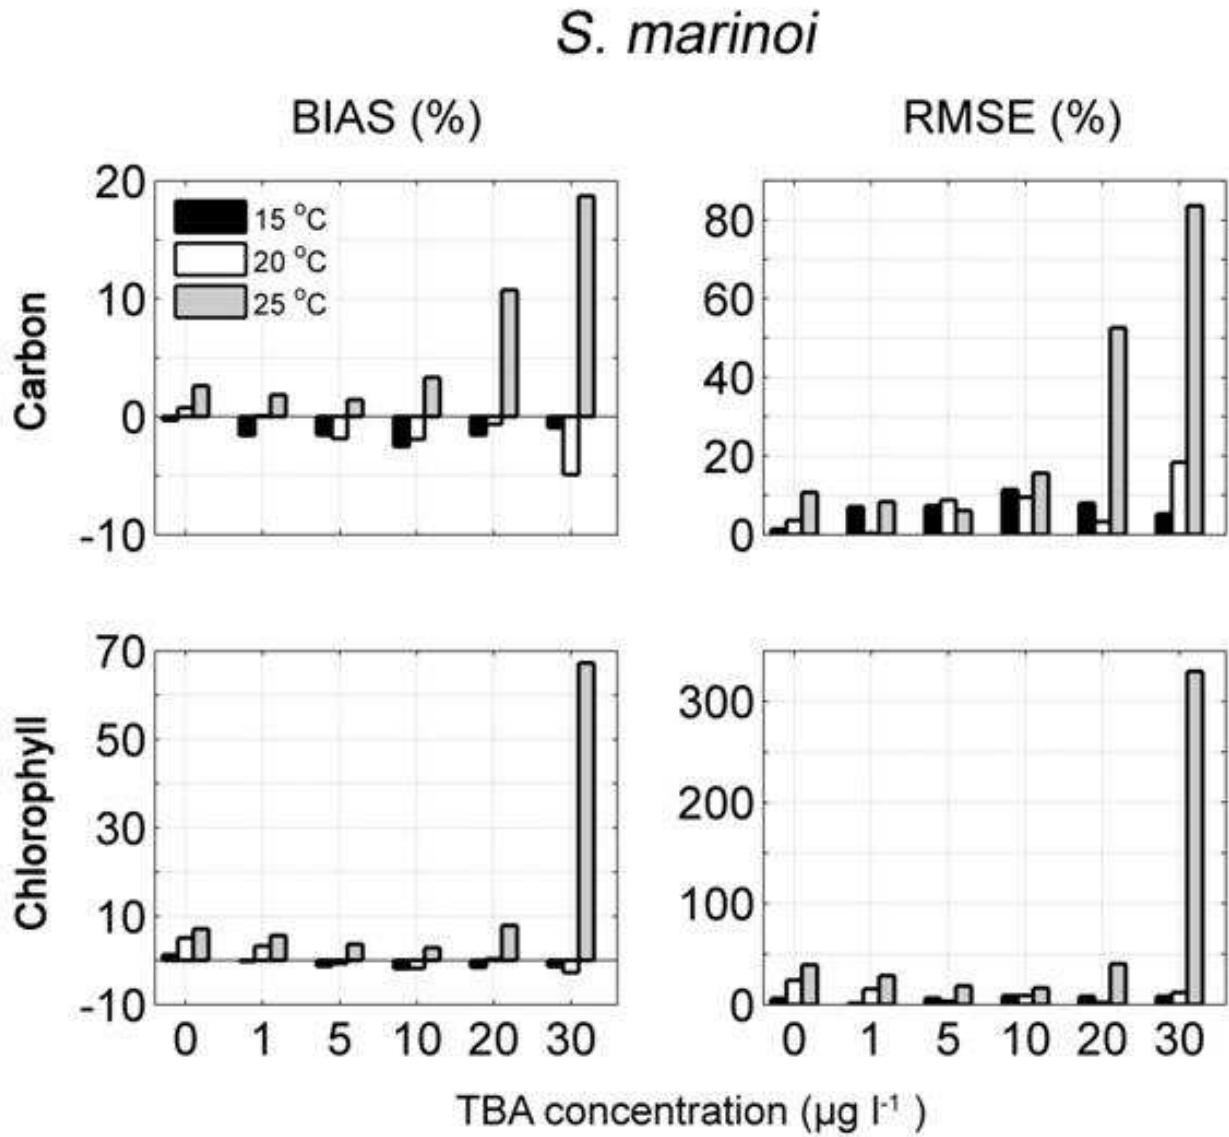 S. marinoi
BIAS (%)
RMSE (%)
Carbon
20
10
0
-10
15 °C
20 °C
25 °C
80
60
40
20
0
Chlorophyll
70
50
30
10
-10
0 1 5 10 20 30
300
200
100
0
0 1 5 10 20 30
TBA concentration (µg l⁻¹ )